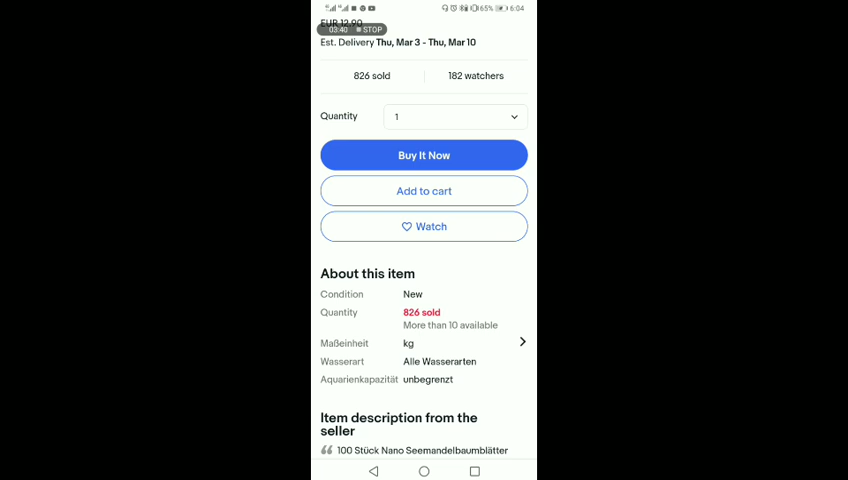 65% 6:04
EUR 12,90
03:40 STOP
Est. Delivery Thu, Mar 3 - Thu, Mar 10
826 sold 182 watchers
Quantity 1
Buy It Now
Add to cart
Watch
About this item
Condition New
Quantity 826 sold
More than 10 available
Maßeinheit kg
Wasserart Alle Wasserarten
Aquarienkapazität unbegrenzt
Item description from the
seller
“ 100 Stück Nano Seemandelbaumblätter